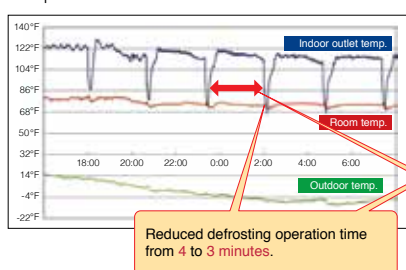 140°F
122°F
Indoor outlet temp.
104°F
86°F
68°F
Room temp.
50°F
32°F
18:00 20:00 22:00 0:00 2:00 4:00 6:00
14°F
Outdoor temp.
-4°F
-22°F
Reduced defrosting operation time
from 4 to 3 minutes.